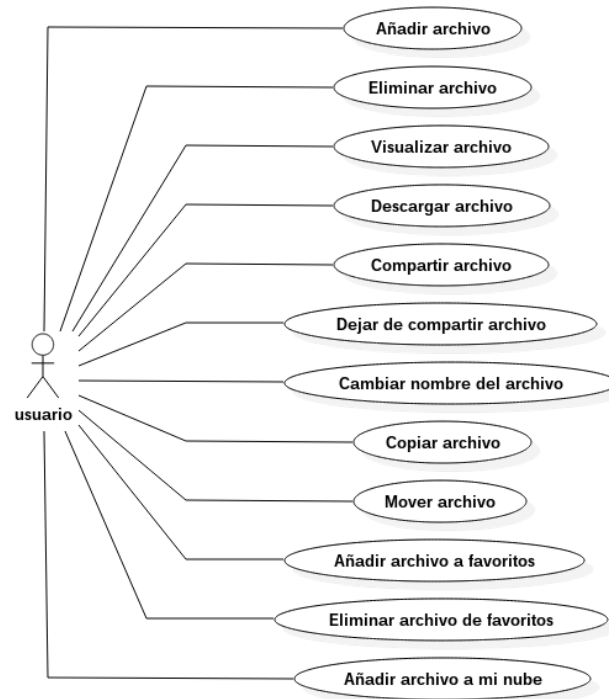 Añadir archivo
Eliminar archivo
Visualizar archivo
Descargar archivo
Compartir archivo
Dejar de compartir archivo
usuario
Cambiar nombre del archivo
Copiar archivo
Mover archivo
Añadir archivo a favoritos
Eliminar archivo de favoritos
Añadir archivo a mi nube